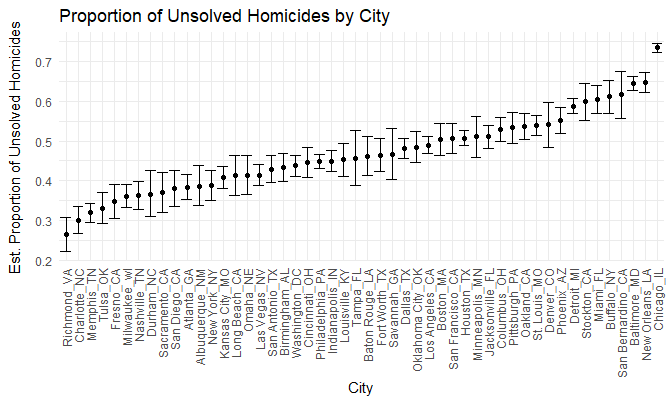 Proportion of Unsolved Homicides by City
Est. Proportion of Unsolved Homicides
0.7
0.6
0.5
0.4
0.3
0.2
Richmond_VA
Charlotte_NC
Memphis_TN
Tulsa_OK
Fresno_CA
Milwaukee_wI
Nashville_TN
Durham_NC
Sacramento_CA
San Diego_CA
Atlanta_GA
Albuquerque_NM
New York_NY
Kansas City_MO
Long Beach_CA
Omaha_NE
Las Vegas_NV
San Antonio_TX
Birmingham_AL
Washington_DC
Cincinnati_OH
Philadelphia_PA
Indianapolis_IN
Louisville_KY
Tampa_FL
Baton Rouge_LA
Fort Worth_TX
Savannah_GA
Dallas_TX
Oklahoma City_OK
Los Angeles_CA
Boston_MA
San Francisco_CA
Houston_TX
Minneapolis_MN
Jacksonville_FL
Columbus_OH
Pittsburgh_PA
Oakland_CA
St. Louis_MO
Denver_CO
Phoenix_AZ
Detroit_MI
Stockton_CA
Miami_FL
Buffalo_NY
San Bernardino_CA
Baltimore_MD
New Orleans_LA
Chicago_IL
City